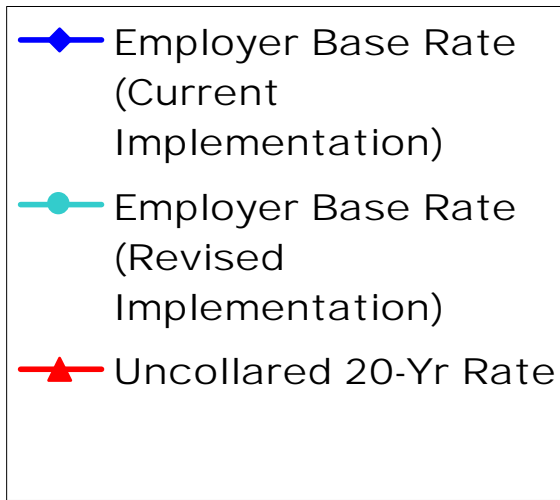 Employer Base Rate
(Current
Implementation)
Employer Base Rate
(Revised
Implementation)
Uncollared 20-Yr Rate